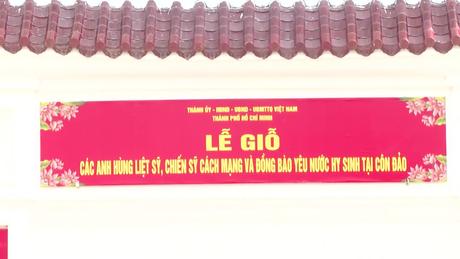 THÀNH ỦY - HĐND - UBND - UBMTTQ VIỆT NAM
THÀNH PHỐ HỒ CHÍ MINH
LỄ GIỖ
CÁC ANH HÙNG LIỆT SỸ, CHIẾN SỸ CÁCH MẠNG VÀ ĐỒNG BÀO YÊU NƯỚC HY SINH TẠI CÔN ĐẢO